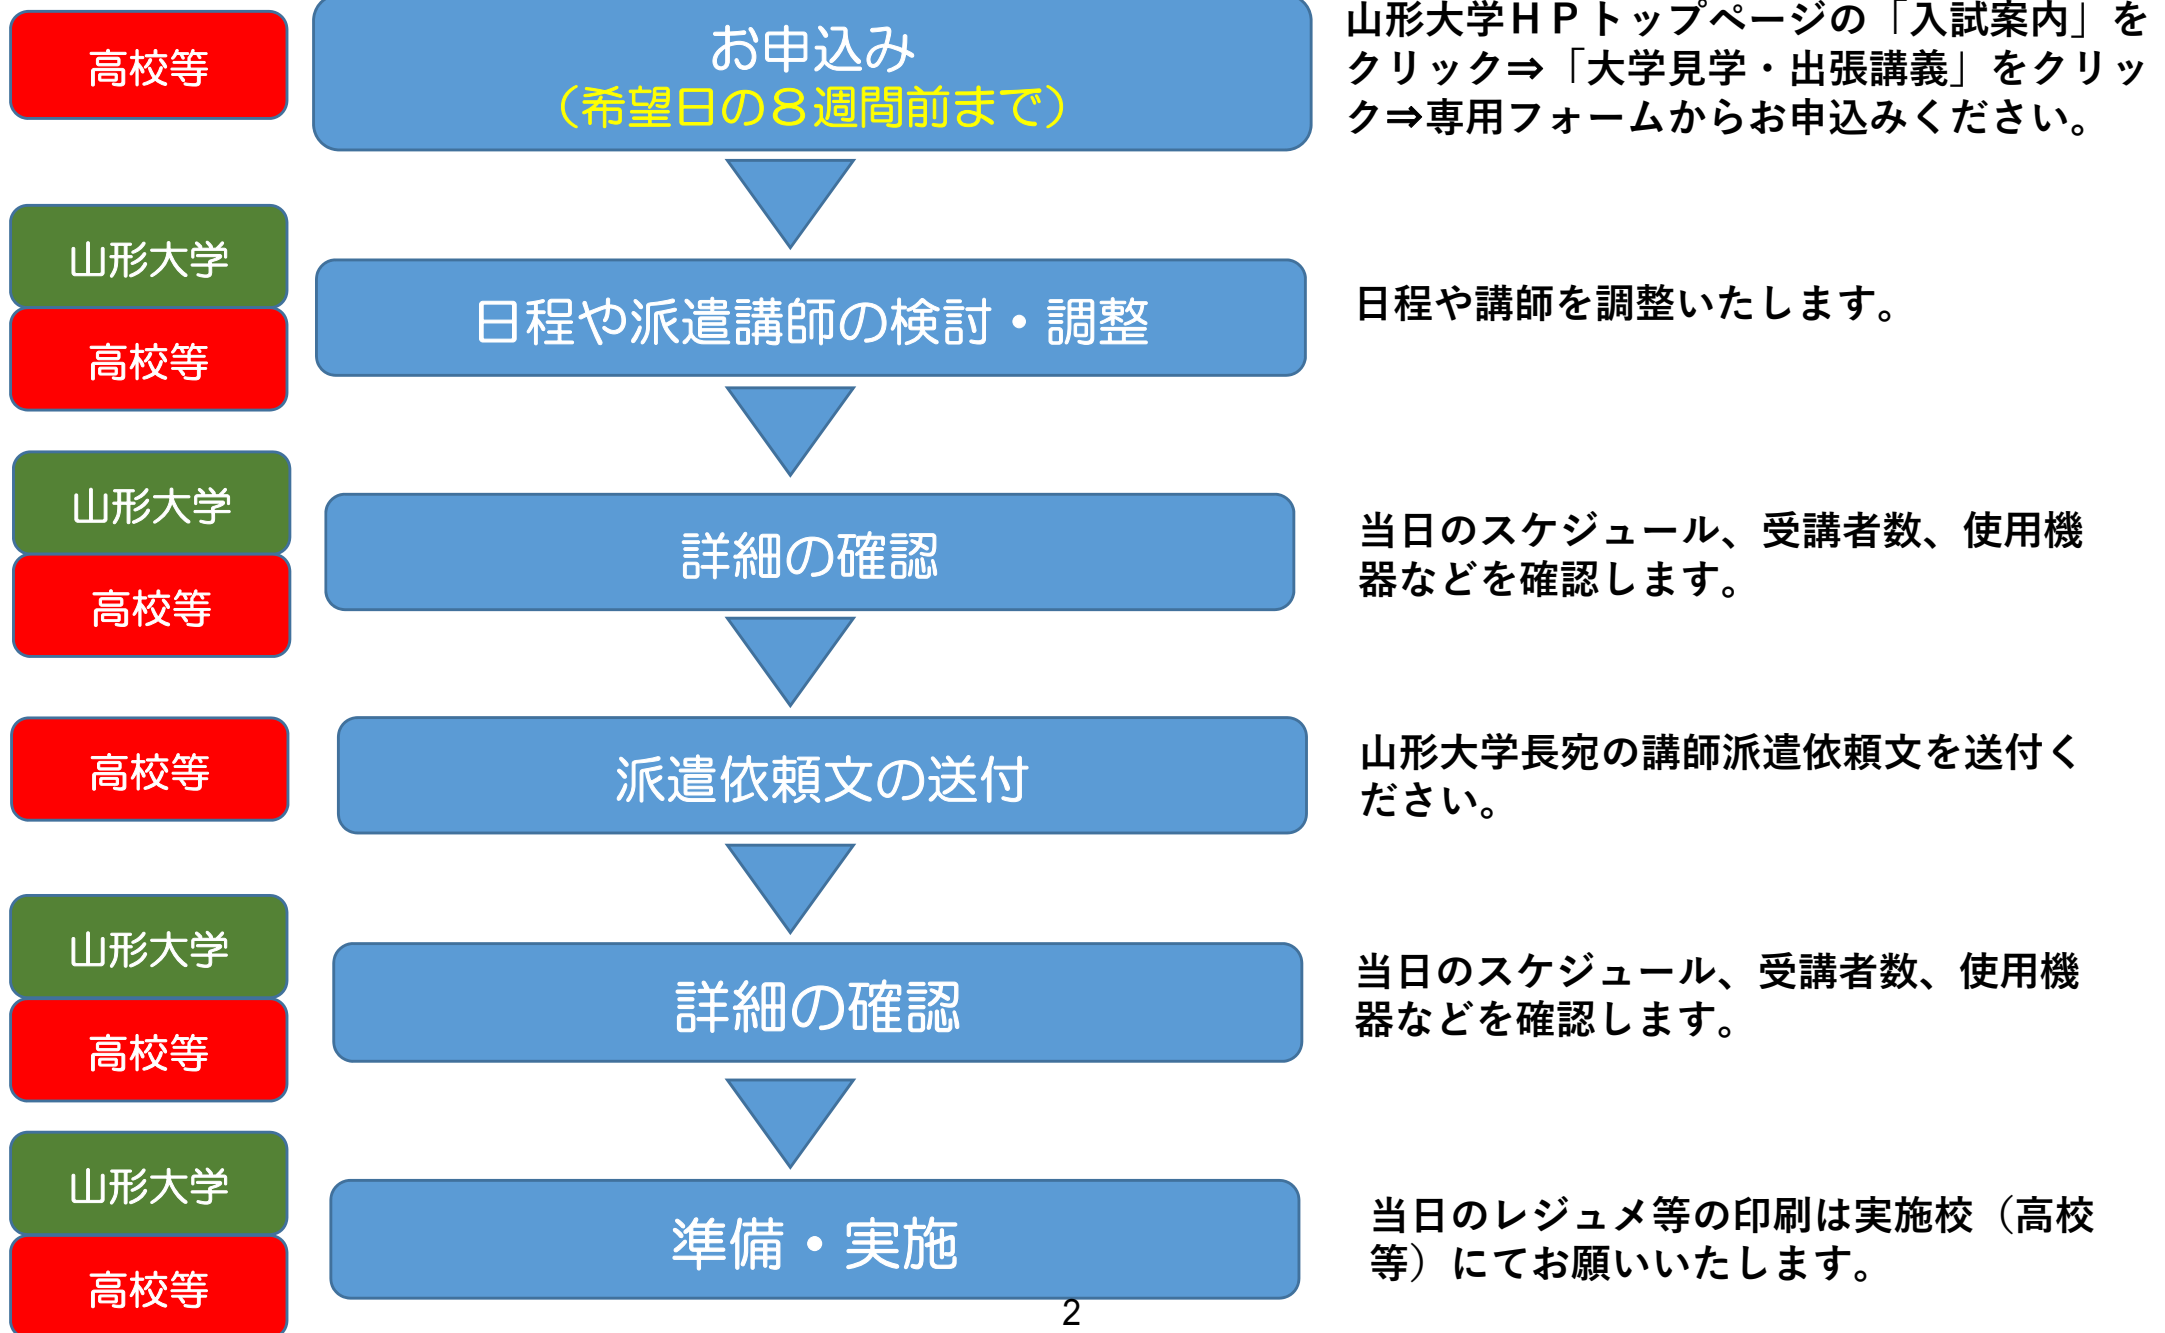 高校等
お申込み
（希望日の８週間前まで）
山形大学ＨＰトップページの「入試案内」を
クリック⇒「大学見学・出張講義」をクリッ
ク⇒専用フォームからお申込みください。
山形大学
高校等
日程や派遣講師の検討・調整
日程や講師を調整いたします。
山形大学
高校等
詳細の確認
当日のスケジュール、受講者数、使用機
器などを確認します。
高校等
派遣依頼文の送付
山形大学長宛の講師派遣依頼文を送付く
ださい。
山形大学
高校等
詳細の確認
当日のスケジュール、受講者数、使用機
器などを確認します。
山形大学
高校等
準備・実施
当日のレジュメ等の印刷は実施校（高校
等）にてお願いいたします。
2